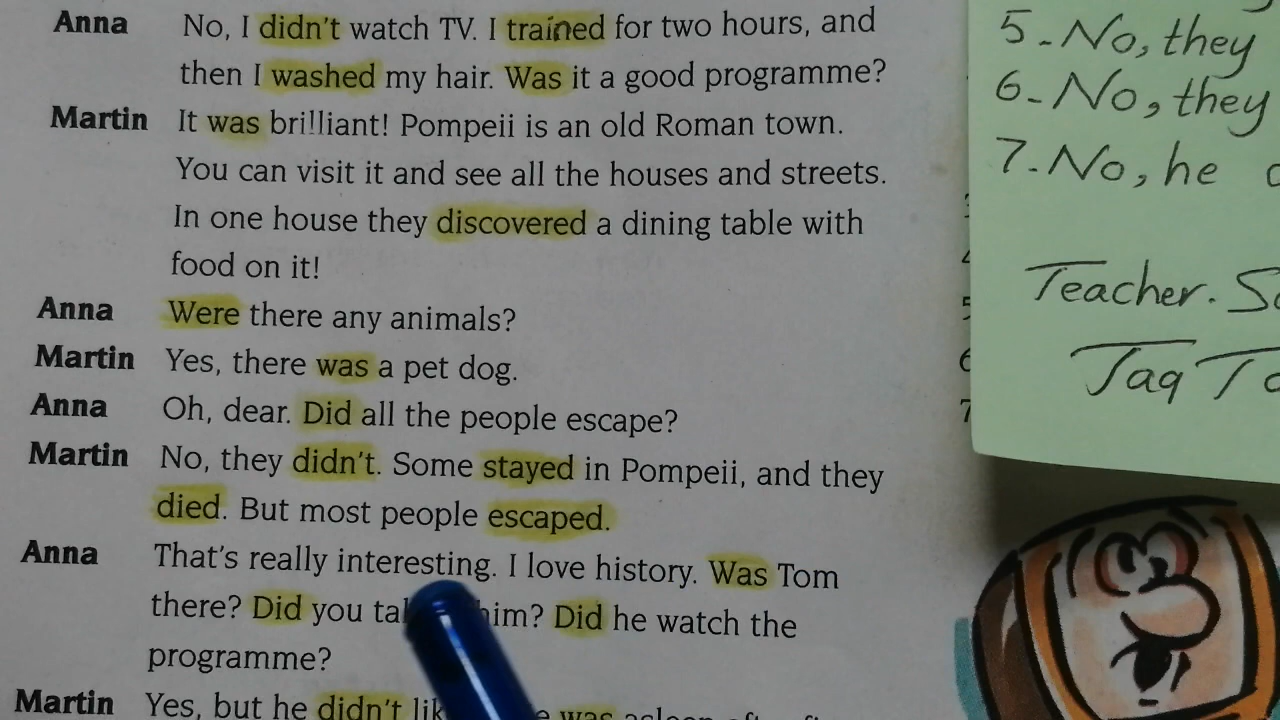 Anna No, I didn't watch TV. I trained for two hours, and
then I washed my hair. Was it a good programme?
Martin It was brilliant! Pompeii is an old Roman town.
You can visit it and see all the houses and streets.
In one house they discovered a dining table with
food on it!
Anna Were there any animals?
Martin Yes, there was a pet dog.
Anna Oh, dear. Did all the people escape?
Martin No, they didn't. Some stayed in Pompeii, and they
died. But most people escaped.
Anna That's really interesting. I love history. Was Tom
there? Did you him? Did he watch the
programme?
Martin Yes, but he didn't was
5-No, they
6-No, they
7-No, he
Teacher.